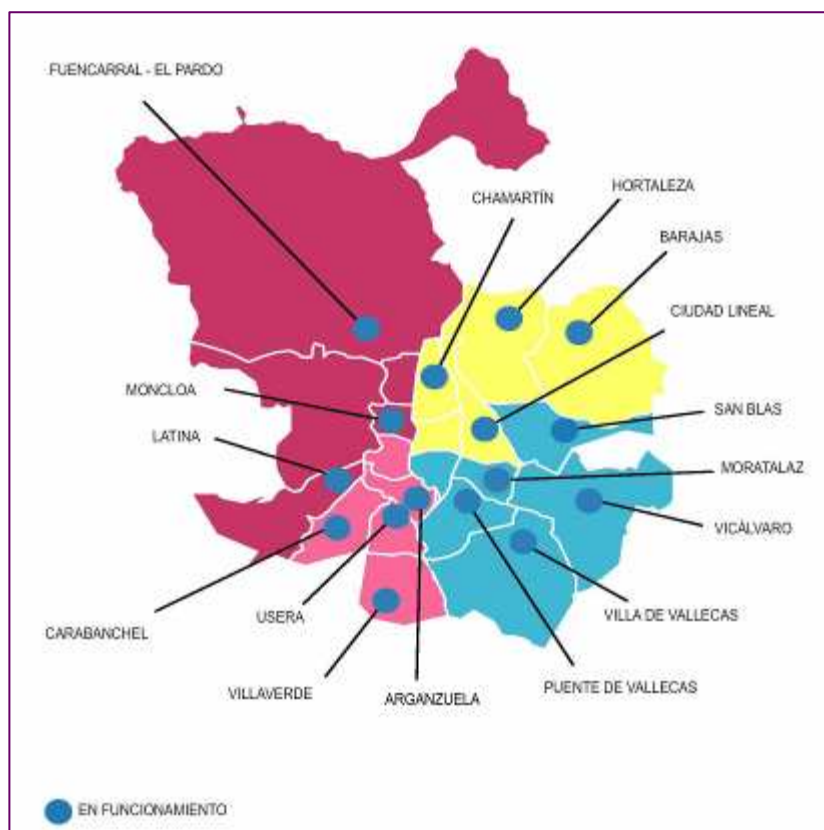 FUENCARRAL - EL PARDO
CHAMARTÍN
HORTALEZA
BARAJAS
CIUDAD LINEAL
MONCLOA
LATINA
SAN BLAS
MORATALAZ
VICÁLVARO
CARABANCHEL
USERA
VILLA DE VALLECAS
VILLAVERDE
ARGANZUELA
PUENTE DE VALLECAS
EN FUNCIONAMIENTO